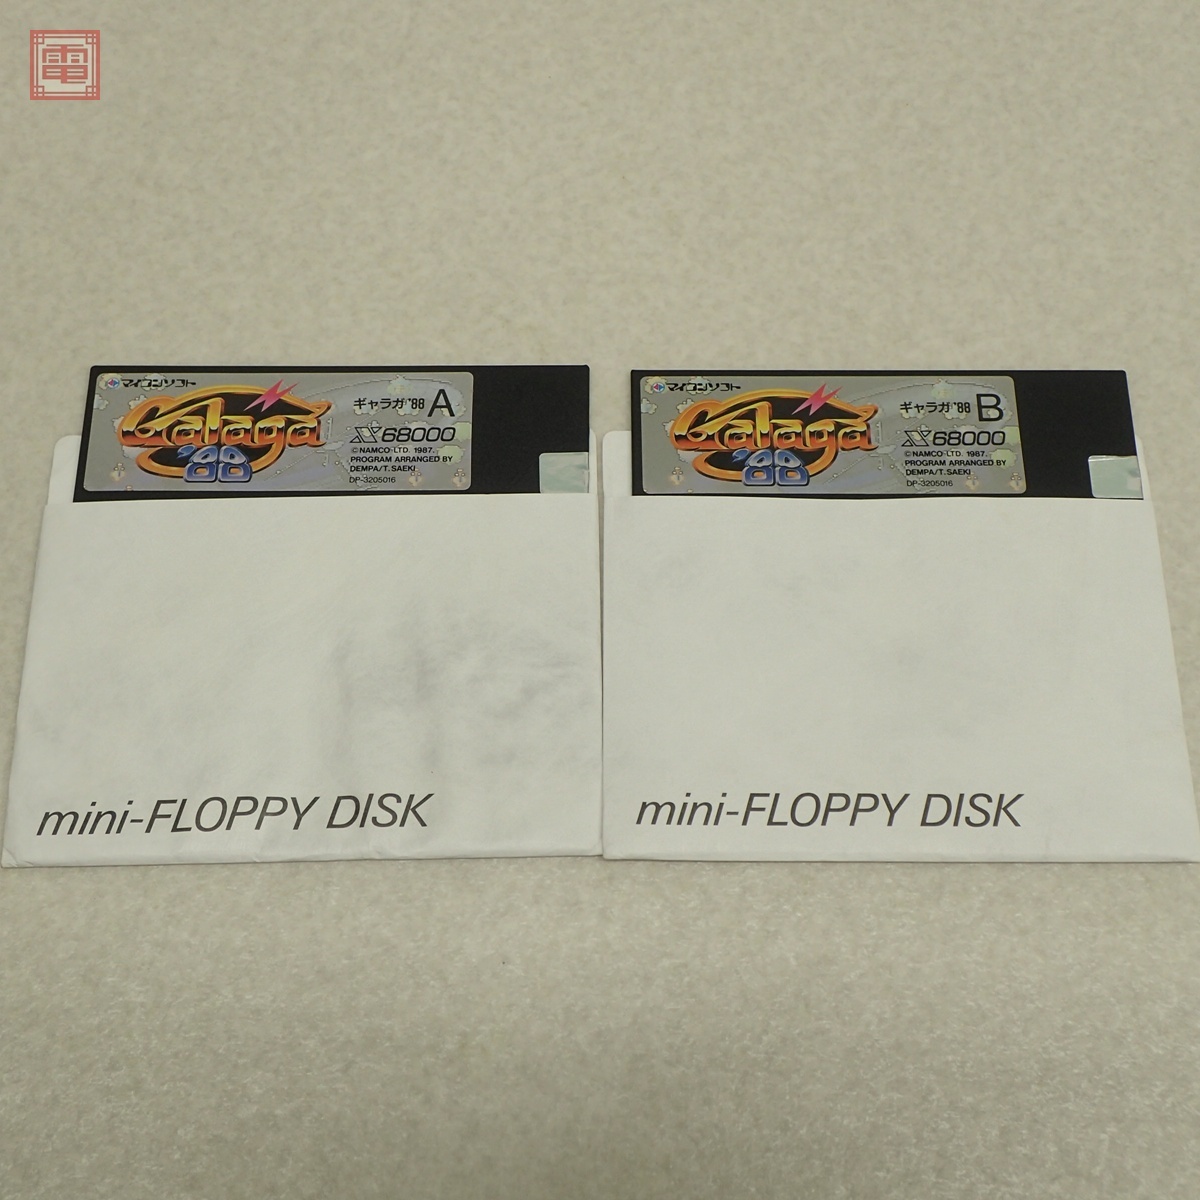 電
マイコンソフト
Galaga
'88
ギャラガ'88 A
X68000
©NAMCO LTD. 1987.
PROGRAM ARRANGED BY
DEMPA/T.SAEKI
DP-3205016
mini-FLOPPY DISK
マイコンソフト
Galaga
'88
ギャラガ'88 B
X68000
©NAMCO LTD. 1987.
PROGRAM ARRANGED BY
DEMPA/T.SAEKI
DP-3205016
mini-FLOPPY DISK